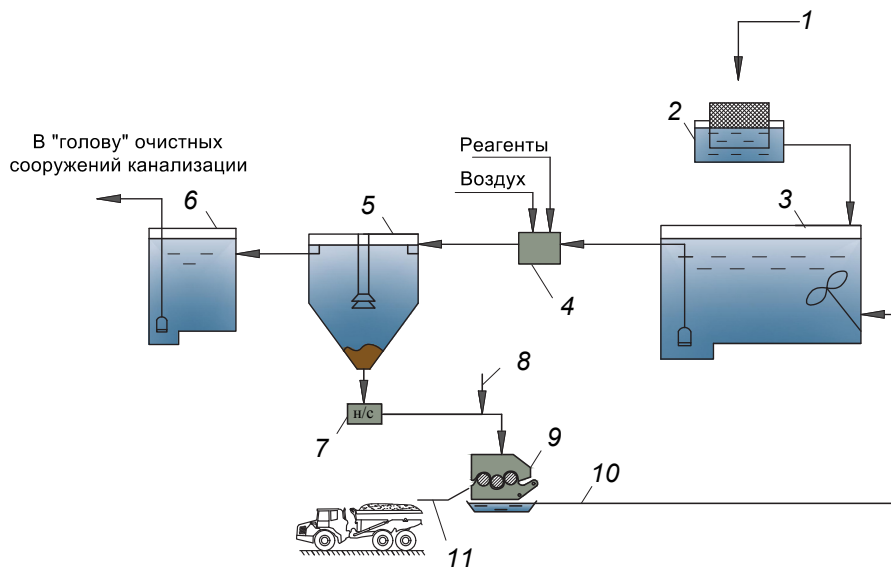 1
2
3
В "голову" очистных
сооружений канализации
Реагенты
Воздух
6
5
4
8
н/с
7
9
10
11